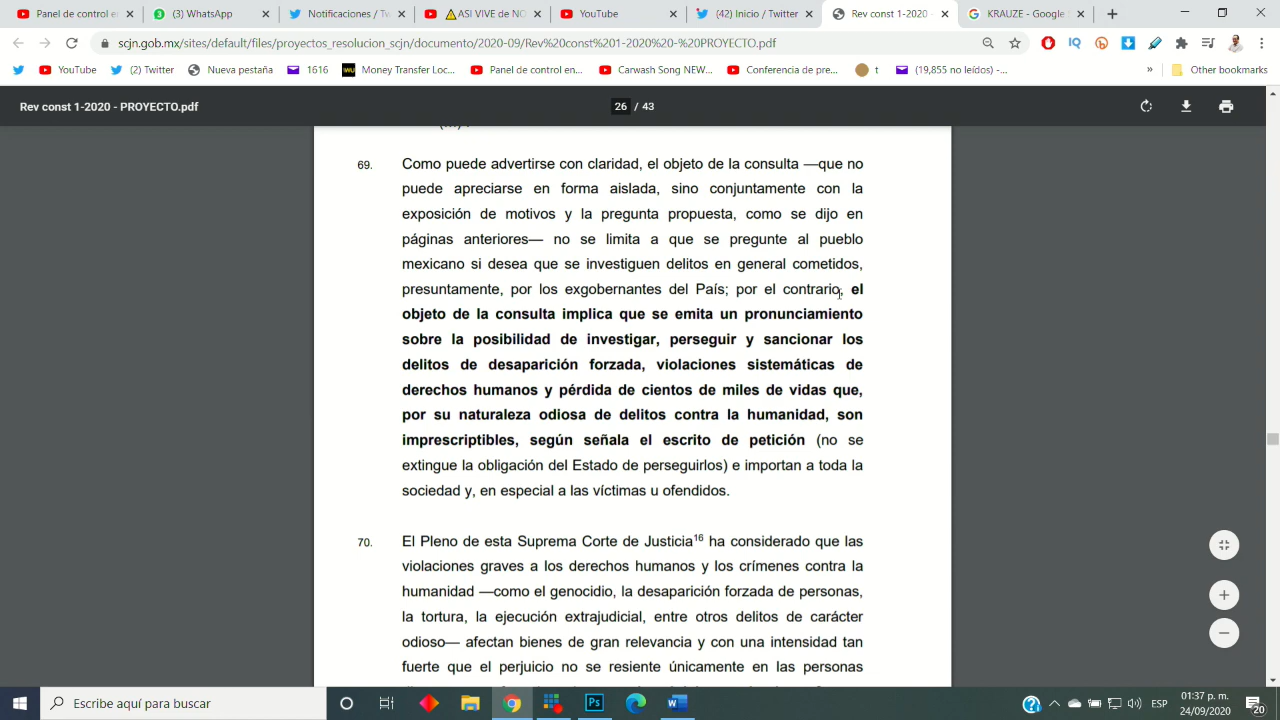 Panel de control en
(3) WhatsApp
Notificaciones / Tw
ASI VIVE de NO
YouTube
(42) Inicio / Twitter
Rev const 1-2020 -
KRAUZE - Google
scjn.gob.mx/sites/default/files/proyectos_resolucion_scjn/documento/2020-09/Rev%20const%201-2020%20-%20PROYECTO.pdf
YouTube
(2) Twitter
Nueva pestaña
1616
Money Transfer Loc...
Panel de control en...
Carwash Song NEW...
Conferencia de pre...
t
(19,855 no leídos) -...
»
Other bookmarks
Rev const 1-2020 - PROYECTO.pdf
26 / 43
69. Como puede advertirse con claridad, el objeto de la consulta —que no
puede apreciarse en forma aislada, sino conjuntamente con la
exposición de motivos y la pregunta propuesta, como se dijo en
páginas anteriores— no se limita a que se pregunte al pueblo
mexicano si desea que se investiguen delitos en general cometidos,
presuntamente, por los exgobernantes del País; por el contrario, el
objeto de la consulta implica que se emita un pronunciamiento
sobre la posibilidad de investigar, perseguir y sancionar los
delitos de desaparición forzada, violaciones sistemáticas de
derechos humanos y pérdida de cientos de miles de vidas que,
por su naturaleza odiosa de delitos contra la humanidad, son
imprescriptibles, según señala el escrito de petición (no se
extingue la obligación del Estado de perseguirlos) e importan a toda la
sociedad y, en especial a las víctimas u ofendidos.
70. El Pleno de esta Suprema Corte de Justicia16 ha considerado que las
violaciones graves a los derechos humanos y los crímenes contra la
humanidad —como el genocidio, la desaparición forzada de personas,
la tortura, la ejecución extrajudicial, entre otros delitos de carácter
odioso— afectan bienes de gran relevancia y con una intensidad tan
fuerte que el perjuicio no se resiente únicamente en las personas
Escribe aquí para buscar
ESP
01:37 p. m.
24/09/2020
20